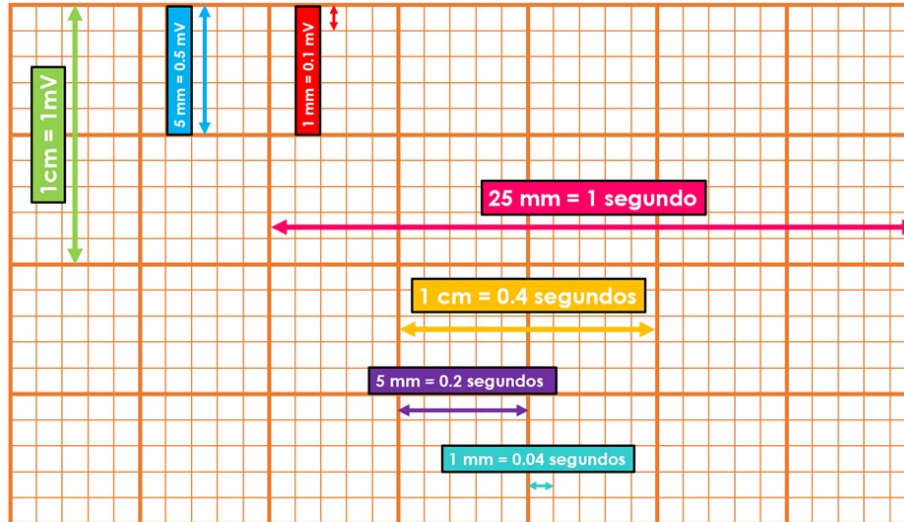 1cm = 1mV
5 mm = 0.5 mV
1 mm = 0.1 mV
25 mm = 1 segundo
1 cm = 0.4 segundos
5 mm = 0.2 segundos
1 mm = 0.04 segundos